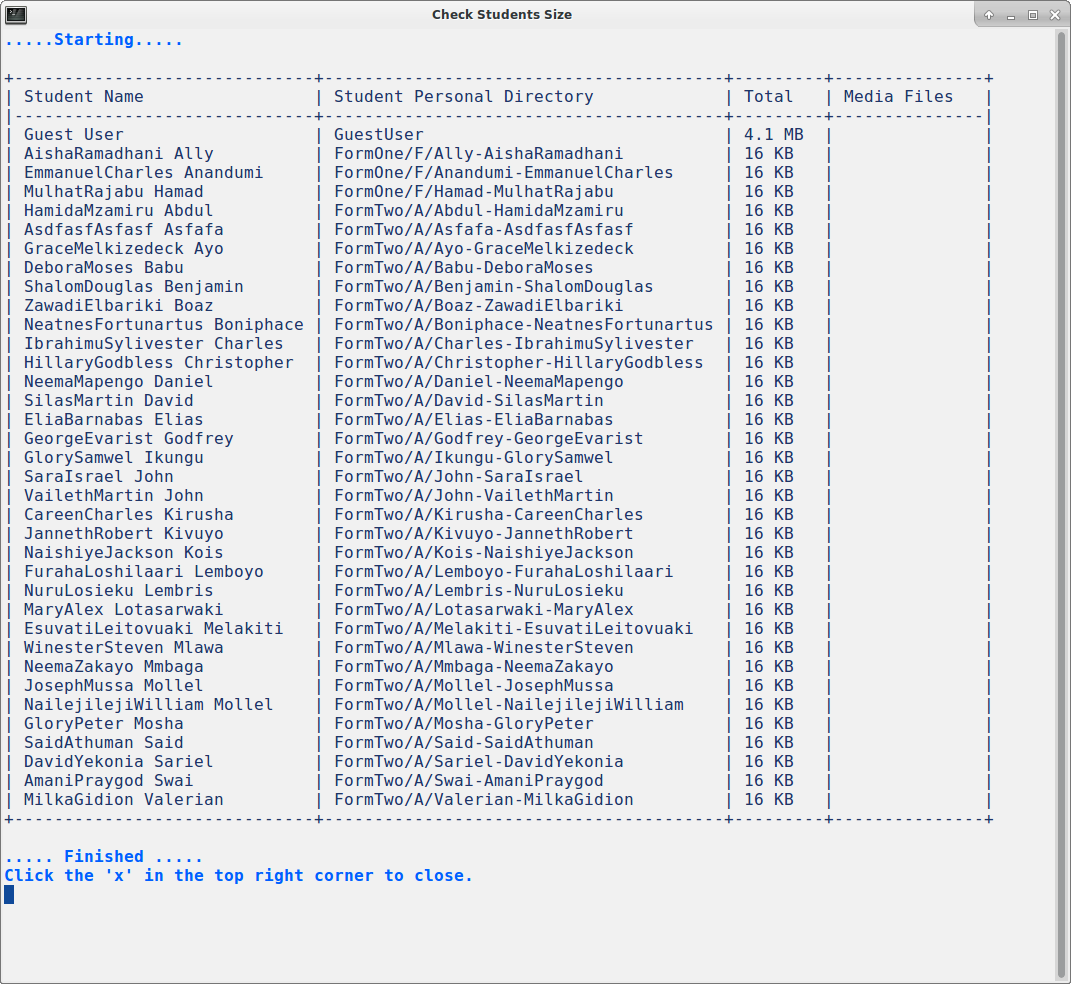 Check Students Size
.....Starting.....
+------------------------------+----------------------------------------+---------+---------------+
| Student Name                 | Student Personal Directory             | Total   | Media Files   |
|------------------------------+----------------------------------------+---------+---------------|
| Guest User                   | GuestUser                              | 4.1 MB  |               |
| AishaRamadhani Ally          | FormOne/F/Ally-AishaRamadhani          | 16 KB   |               |
| EmmanuelCharles Anandumi     | FormOne/F/Anandumi-EmmanuelCharles     | 16 KB   |               |
| MulhatRajabu Hamad           | FormOne/F/Hamad-MulhatRajabu           | 16 KB   |               |
| HamidaMzamiru Abdul          | FormTwo/A/Abdul-HamidaMzamiru          | 16 KB   |               |
| AsdfasfAsfasf Asfafa         | FormTwo/A/Asfafa-AsdfasfAsfasf         | 16 KB   |               |
| GraceMelkizedeck Ayo         | FormTwo/A/Ayo-GraceMelkizedeck         | 16 KB   |               |
| DeboraMoses Babu             | FormTwo/A/Babu-DeboraMoses             | 16 KB   |               |
| ShalomDouglas Benjamin       | FormTwo/A/Benjamin-ShalomDouglas       | 16 KB   |               |
| ZawadiElbariki Boaz          | FormTwo/A/Boaz-ZawadiElbariki          | 16 KB   |               |
| NeatnesFortunartus Boniphace | FormTwo/A/Boniphace-NeatnesFortunartus | 16 KB   |               |
| IbrahimuSylivester Charles   | FormTwo/A/Charles-IbrahimuSylivester   | 16 KB   |               |
| HillaryGodbless Christopher  | FormTwo/A/Christopher-HillaryGodbless  | 16 KB   |               |
| NeemaMapengo Daniel          | FormTwo/A/Daniel-NeemaMapengo          | 16 KB   |               |
| SilasMartin David            | FormTwo/A/David-SilasMartin            | 16 KB   |               |
| EliaBarnabas Elias           | FormTwo/A/Elias-EliaBarnabas           | 16 KB   |               |
| GeorgeEvarist Godfrey        | FormTwo/A/Godfrey-GeorgeEvarist        | 16 KB   |               |
| GlorySamwel Ikungu           | FormTwo/A/Ikungu-GlorySamwel           | 16 KB   |               |
| SaraIsrael John              | FormTwo/A/John-SaraIsrael              | 16 KB   |               |
| VailethMartin John           | FormTwo/A/John-VailethMartin           | 16 KB   |               |
| CareenCharles Kirusha        | FormTwo/A/Kirusha-CareenCharles        | 16 KB   |               |
| JannethRobert Kivuyo         | FormTwo/A/Kivuyo-JannethRobert         | 16 KB   |               |
| NaishiyeJackson Kois         | FormTwo/A/Kois-NaishiyeJackson         | 16 KB   |               |
| FurahaLoshilaari Lemboyo     | FormTwo/A/Lemboyo-FurahaLoshilaari     | 16 KB   |               |
| NuruLosieku Lembris          | FormTwo/A/Lembris-NuruLosieku          | 16 KB   |               |
| MaryAlex Lotasarwaki         | FormTwo/A/Lotasarwaki-MaryAlex         | 16 KB   |               |
| EsuvatiLeitovuaki Melakiti   | FormTwo/A/Melakiti-EsuvatiLeitovuaki   | 16 KB   |               |
| WinesterSteven Mlawa         | FormTwo/A/Mlawa-WinesterSteven         | 16 KB   |               |
| NeemaZakayo Mmbaga           | FormTwo/A/Mmbaga-NeemaZakayo           | 16 KB   |               |
| JosephMussa Mollel           | FormTwo/A/Mollel-JosephMussa           | 16 KB   |               |
| NailejilejiWilliam Mollel    | FormTwo/A/Mollel-NailejilejiWilliam    | 16 KB   |               |
| GloryPeter Mosha             | FormTwo/A/Mosha-GloryPeter             | 16 KB   |               |
| SaidAthuman Said             | FormTwo/A/Said-SaidAthuman             | 16 KB   |               |
| DavidYekonia Sariel          | FormTwo/A/Sariel-DavidYekonia          | 16 KB   |               |
| AmaniPraygod Swai            | FormTwo/A/Swai-AmaniPraygod            | 16 KB   |               |
| MilkaGidion Valerian         | FormTwo/A/Valerian-MilkaGidion         | 16 KB   |               |
+------------------------------+----------------------------------------+---------+---------------+
..... Finished .....
Click the 'x' in the top right corner to close.